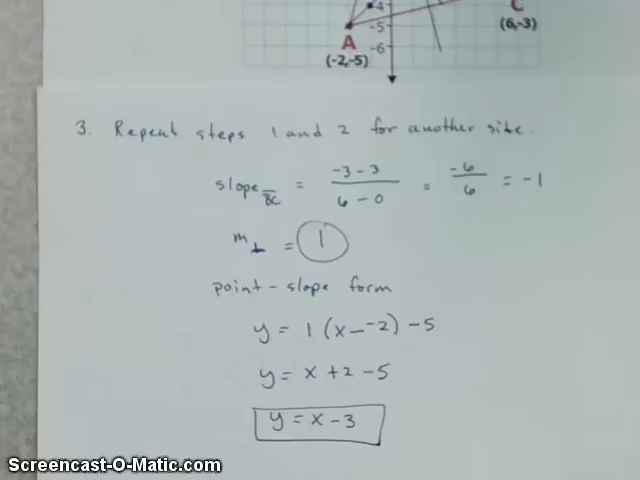 -4
-5
-6
A
(-2,-5)
C
(6,-3)
3. Repeat steps 1 and 2 for another side.
slope BC = -3 - 3 / 6 - 0 = -6 / 6 = -1
m⊥ = 1
point - slope form
y = 1(x - -2) - 5
y = x + 2 - 5
y = x - 3
Screencast-O-Matic.com